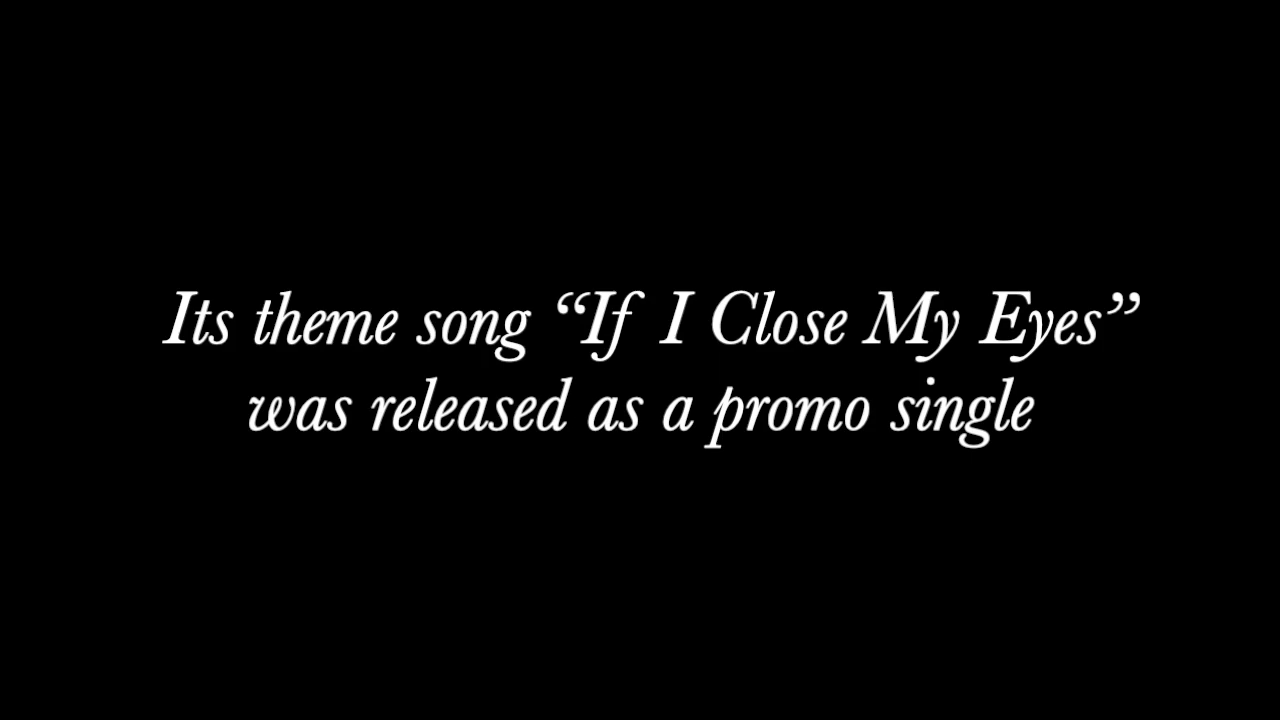 Its theme song “If I Close My Eyes”
was released as a promo single